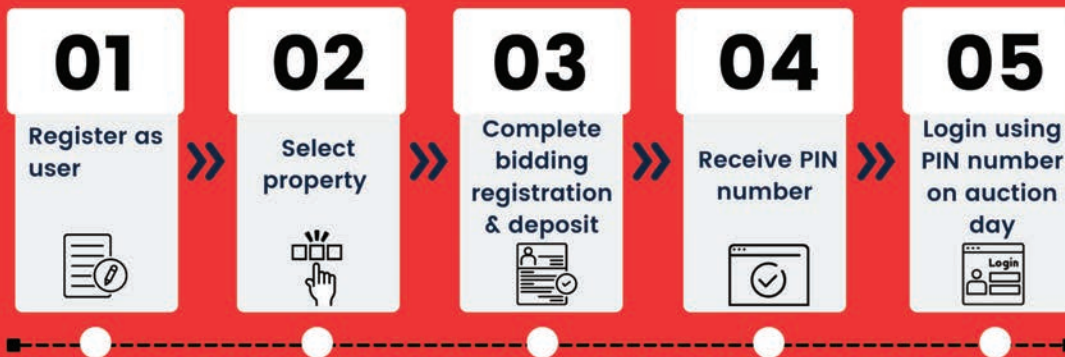 01
Register as
user
02
Select
property
03
Complete
bidding
registration
& deposit
04
Receive PIN
number
05
Login using
PIN number
on auction
day
Login